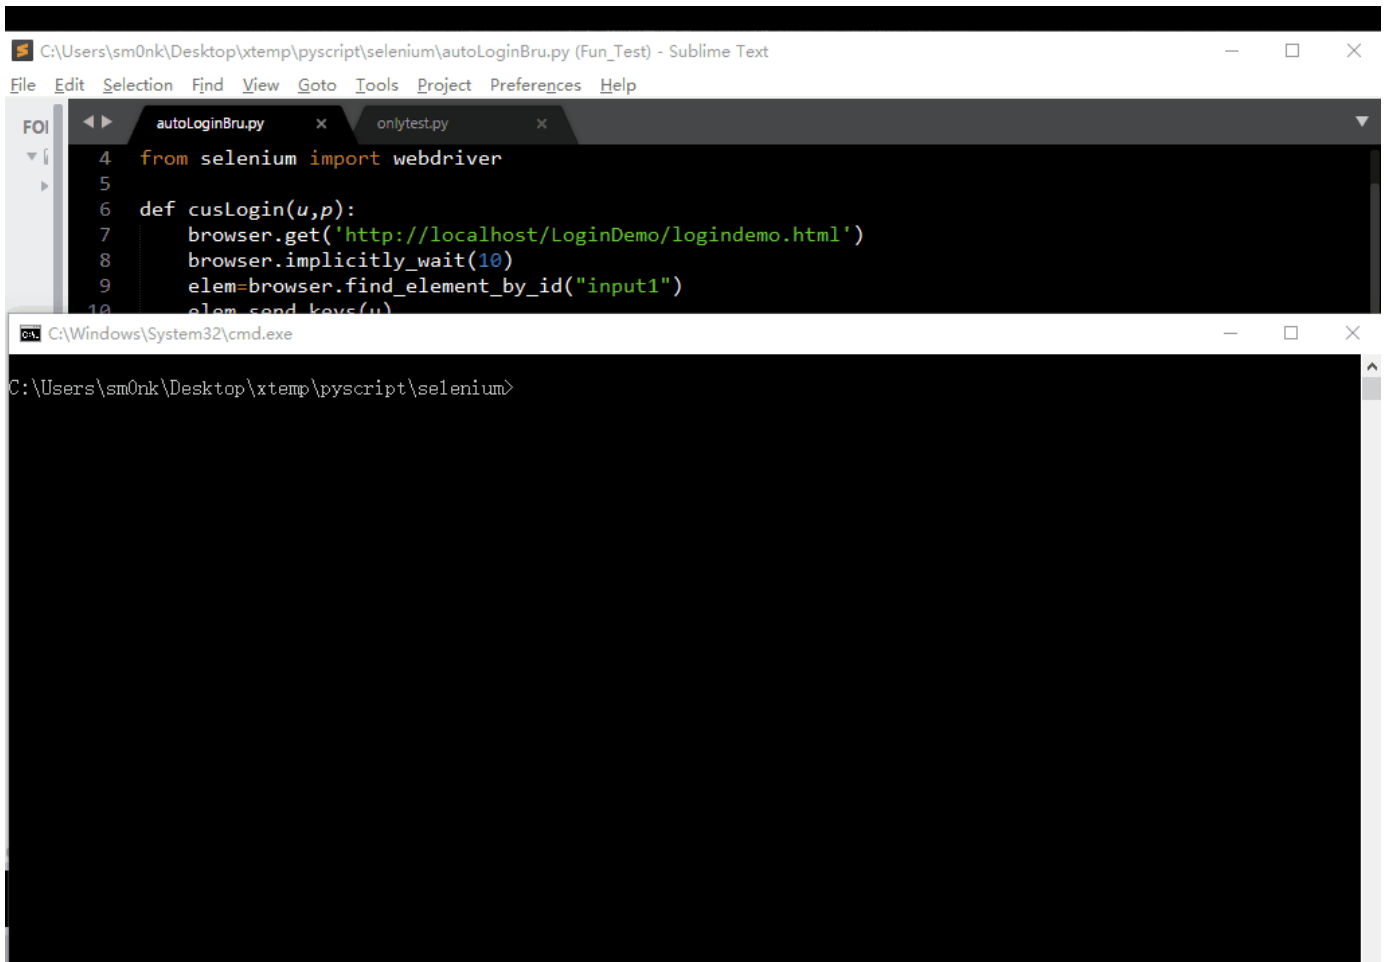 C:\Users\sm0nk\Desktop\xtemp\pyscript\selenium\autoLoginBru.py (Fun_Test) - Sublime Text
File Edit Selection Find View Goto Tools Project Preferences Help
FOI
autoLoginBru.py × onlytest.py ×
4 from selenium import webdriver
5
6 def cusLogin(u,p):
7 browser.get('http://localhost/LoginDemo/logindemo.html')
8 browser.implicitly_wait(10)
9 elem=browser.find_element_by_id("input1")
10 elem.send_keys(u)
C:\Windows\System32\cmd.exe
C:\Users\sm0nk\Desktop\xtemp\pyscript\selenium>